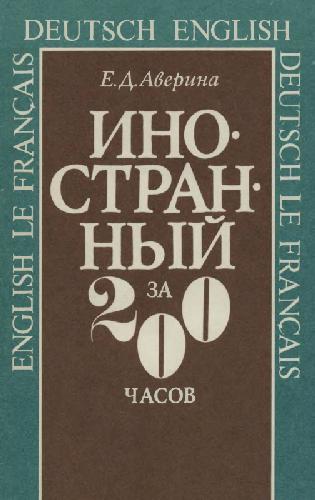 DEUTSCH ENGLISH
ENGLISH LE FRANÇAIS
DEUTSCH LE FRANÇAIS
Е.Д.Аверина
ИНО·
СТРАН·
НЫЙ
ЗА
200
ЧАСОВ